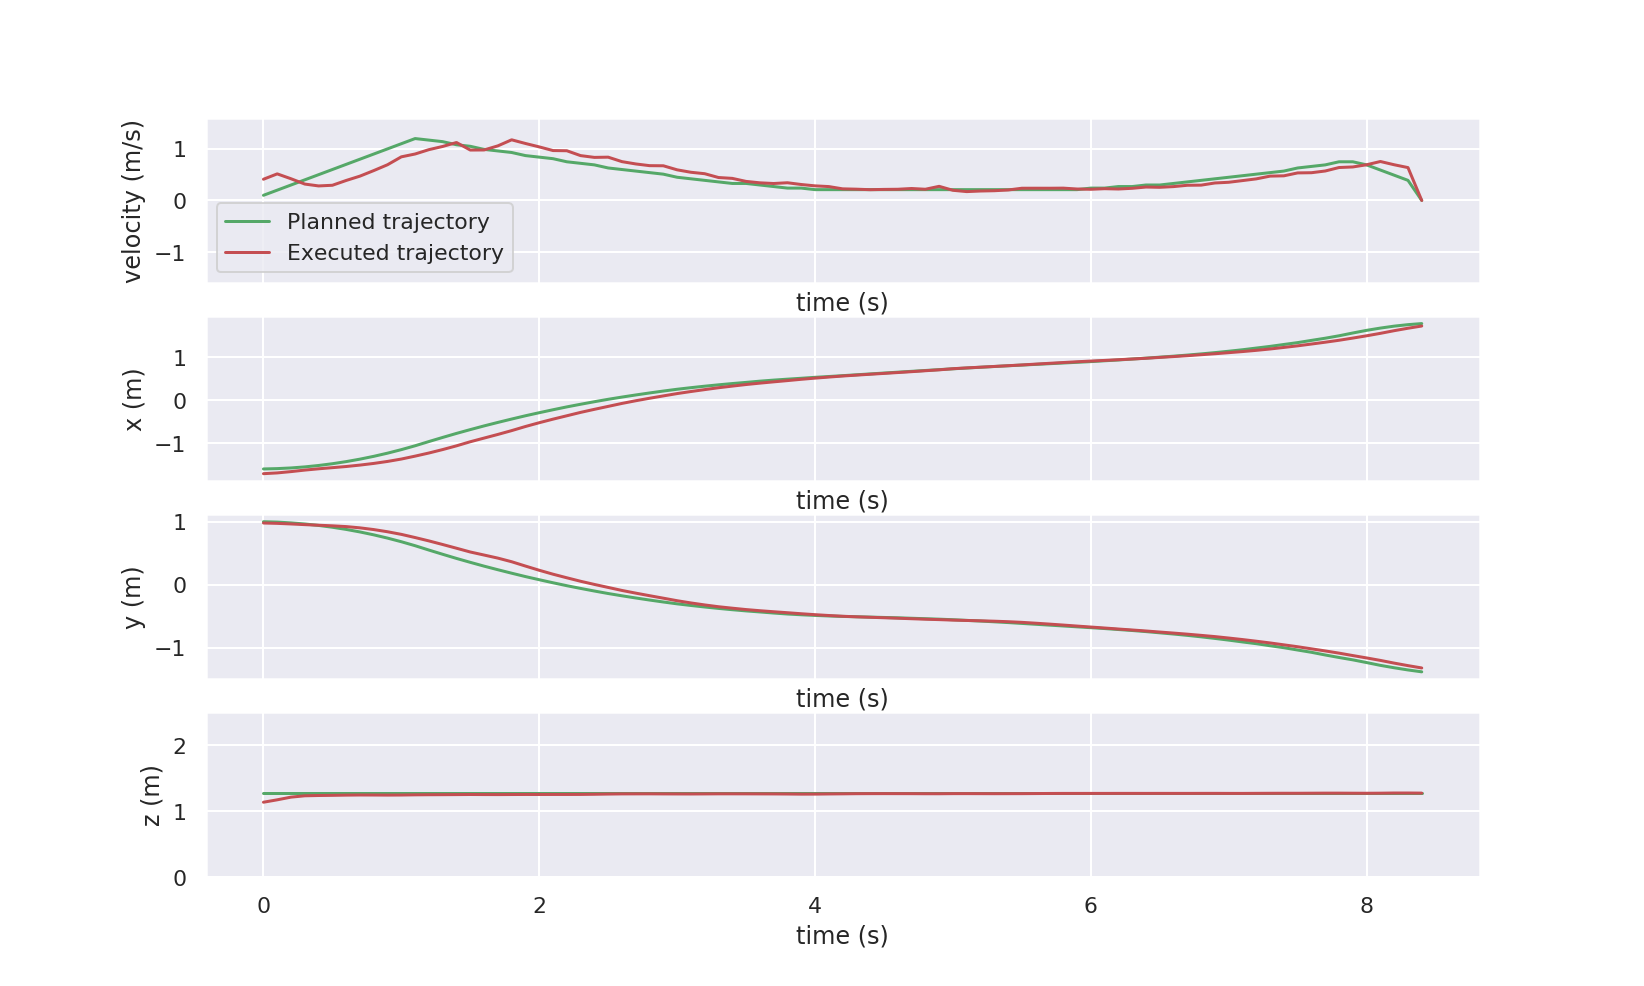 velocity (m/s)
1
0
−1
Planned trajectory
Executed trajectory
time (s)
x (m)
1
0
−1
time (s)
y (m)
1
0
−1
time (s)
z (m)
2
1
0
0 2 4 6 8
time (s)